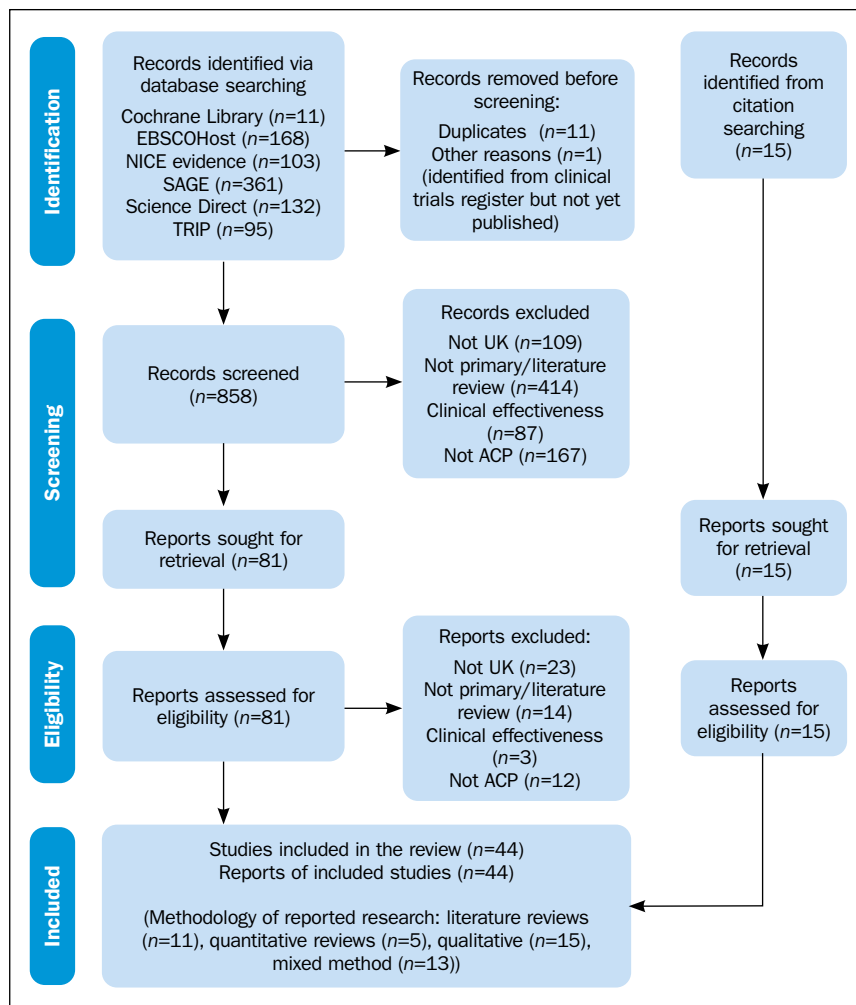 Identification
Records identified via
database searching
Cochrane Library (n=11)
EBSCOHost (n=168)
NICE evidence (n=103)
SAGE (n=361)
Science Direct (n=132)
TRIP (n=95)
Records removed before
screening:
Duplicates (n=11)
Other reasons (n=1)
(identified from clinical
trials register but not yet
published)
Records
identified from
citation
searching
(n=15)
Screening
Records screened
(n=858)
Records excluded
Not UK (n=109)
Not primary/literature
review (n=414)
Clinical effectiveness
(n=87)
Not ACP (n=167)
Reports sought for
retrieval (n=81)
Reports sought
for retrieval
(n=15)
Eligibility
Reports assessed for
eligibility (n=81)
Reports excluded:
Not UK (n=23)
Not primary/literature
review (n=14)
Clinical effectiveness
(n=3)
Not ACP (n=12)
Reports
assessed for
eligibility (n=15)
Included
Studies included in the review (n=44)
Reports of included studies (n=44)
(Methodology of reported research: literature reviews
(n=11), quantitative reviews (n=5), qualitative (n=15),
mixed method (n=13))